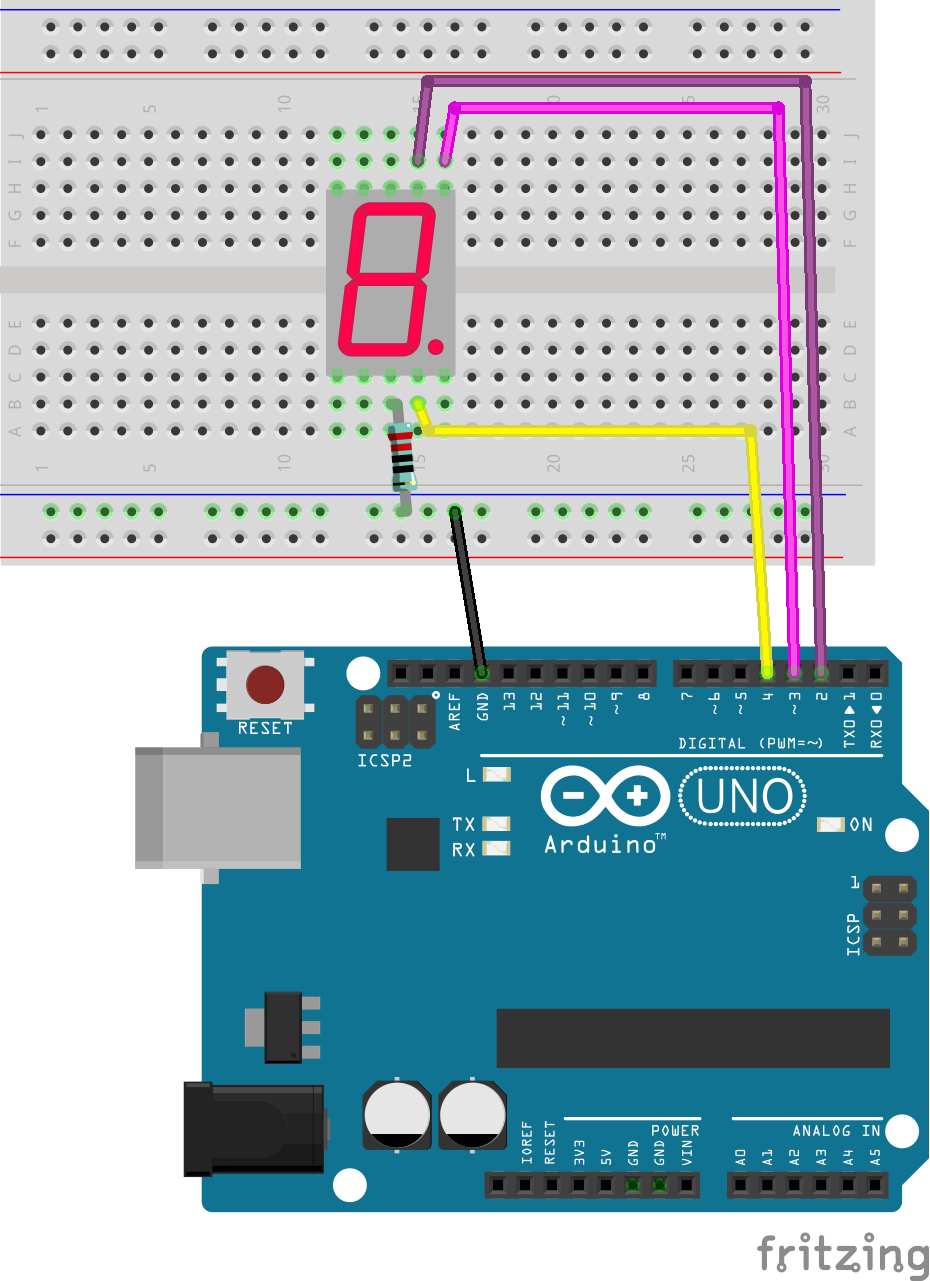 1 5 10 15 20 25 30
J J
I I
H H
G G
F F
E E
D D
C C
B B
A A
1 5 10 15 20 25 30
RESET
ICSP2
AREF GND 13 12 ~11 ~10 ~9 8 7 ~6 ~5 4 ~3 2 TX0▶1 RX0◀0
DIGITAL (PWM=~)
L
TX
RX
UNO
Arduino™
ON
1
ICSP
IOREF RESET 3V3 5V GND GND VIN
POWER
A0 A1 A2 A3 A4 A5
ANALOG IN
fritzing